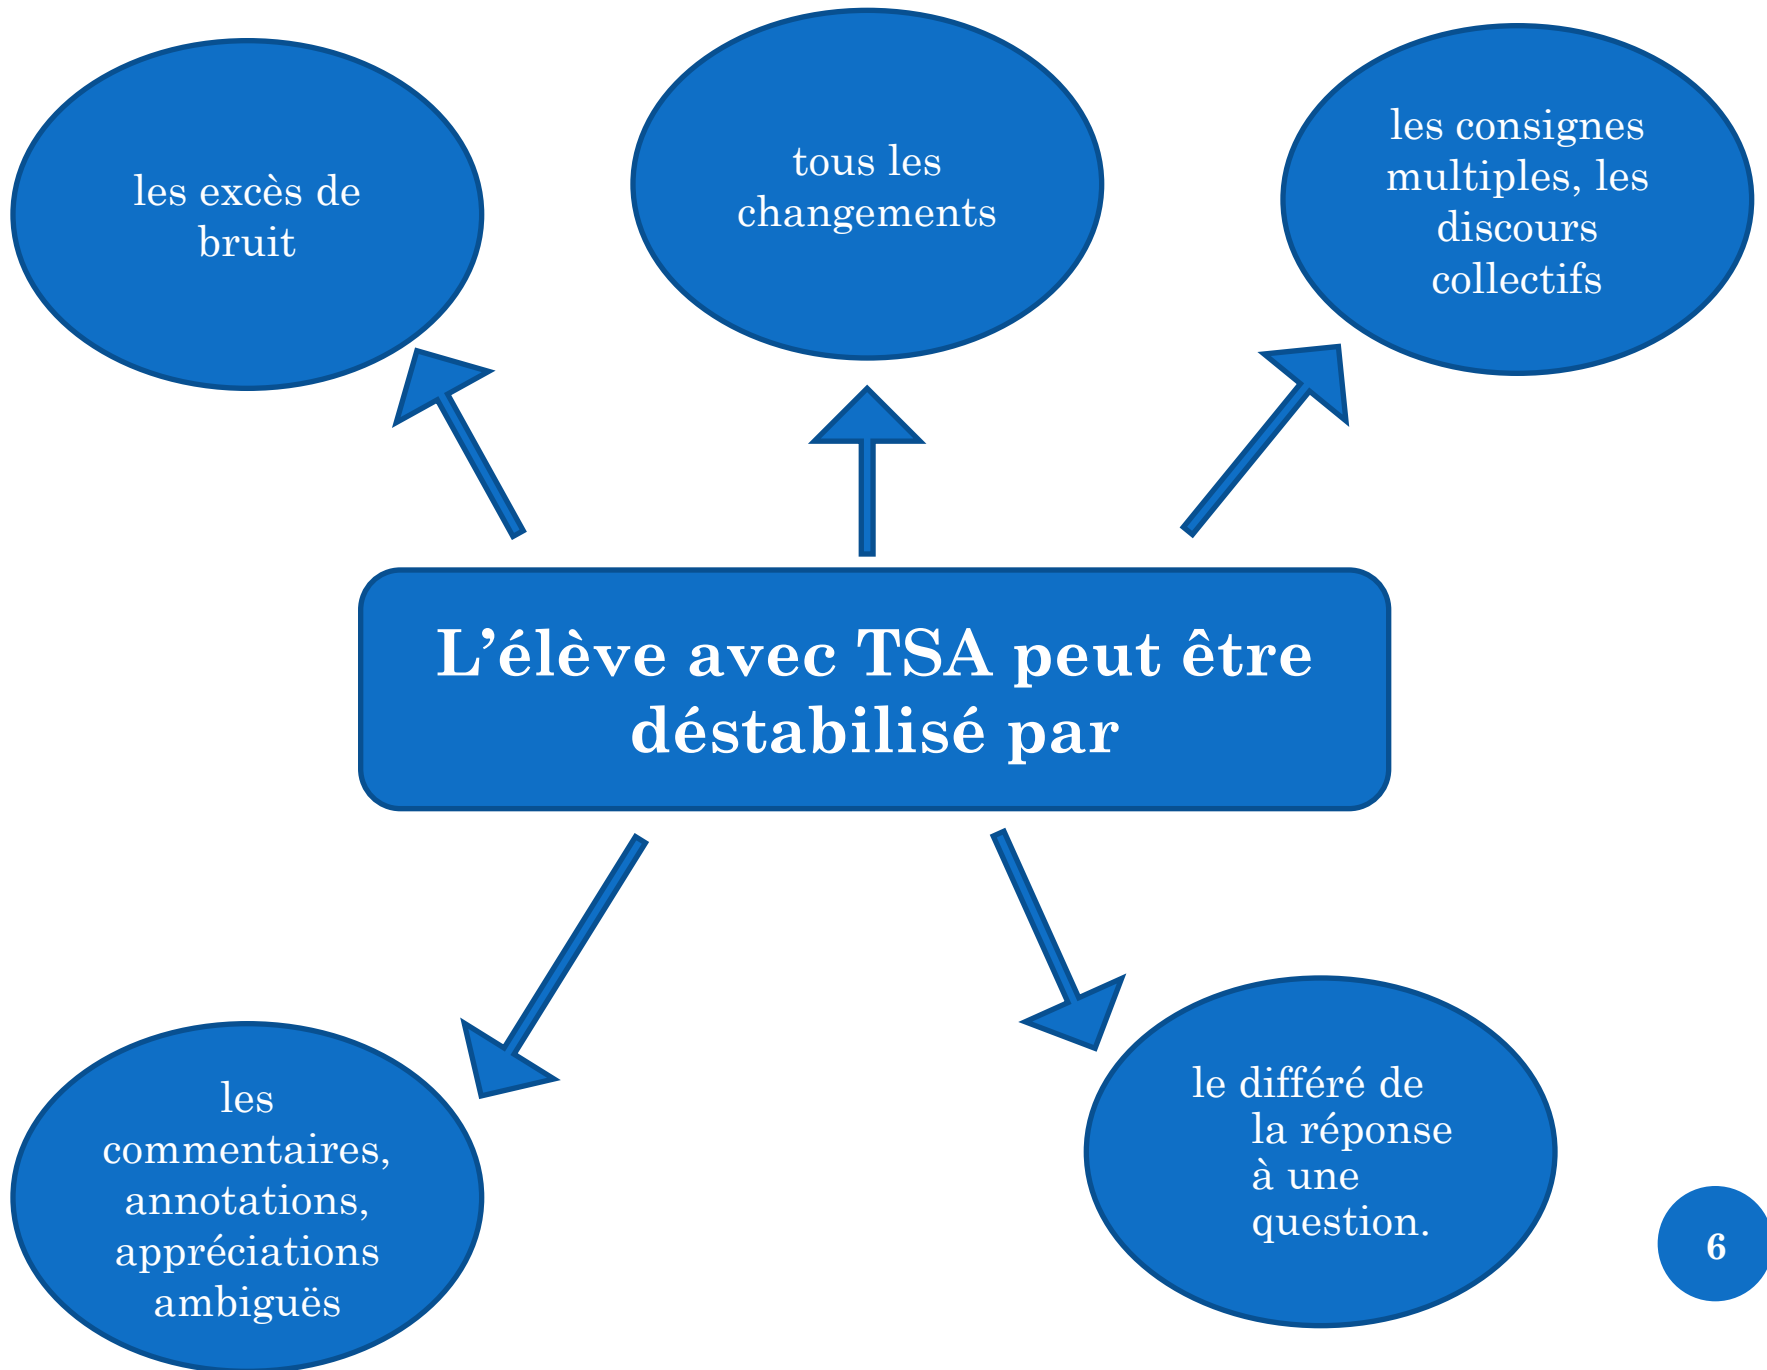 les excès de
bruit
tous les
changements
les consignes
multiples, les
discours
collectifs
L’élève avec TSA peut être
déstabilisé par
les
commentaires,
annotations,
appréciations
ambiguës
le différé de
la réponse
à une
question.
6